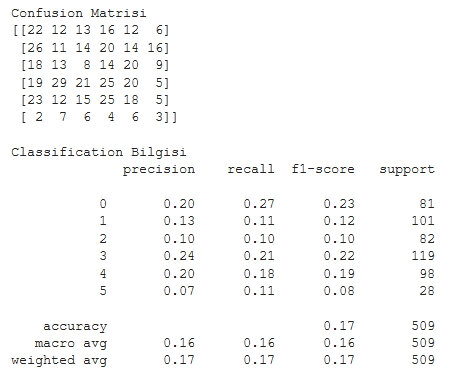 Confusion Matrisi
[[22 12 13 16 12  6]
 [26 11 14 20 14 16]
 [18 13  8 14 20  9]
 [19 29 21 25 20  5]
 [23 12 15 25 18  5]
 [ 2  7  6  4  6  3]]
Classification Bilgisi
              precision    recall  f1-score   support
           0       0.20      0.27      0.23        81
           1       0.13      0.11      0.12       101
           2       0.10      0.10      0.10        82
           3       0.24      0.21      0.22       119
           4       0.20      0.18      0.19        98
           5       0.07      0.11      0.08        28
    accuracy                           0.17       509
   macro avg       0.16      0.16      0.16       509
weighted avg       0.17      0.17      0.17       509